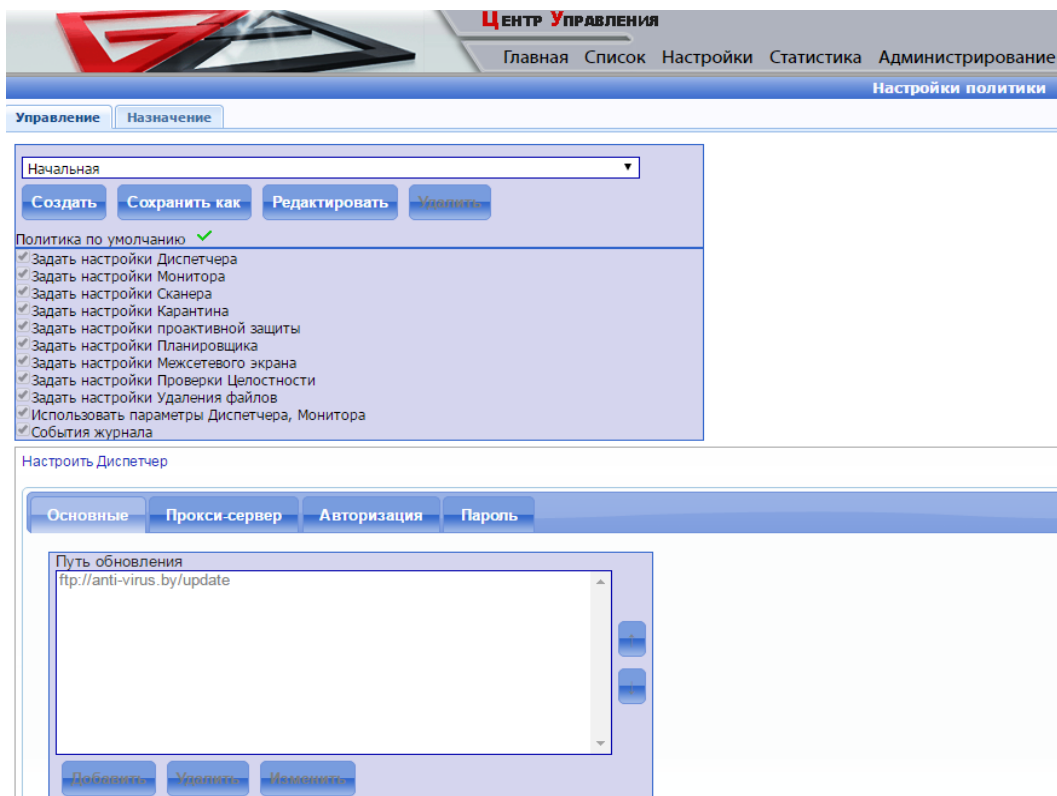 Центр Управления
Главная Список Настройки Статистика Администрирование
Настройки политики
Управление Назначение
Начальная
Создать Сохранить как Редактировать Удалить
Политика по умолчанию
Задать настройки Диспетчера
Задать настройки Монитора
Задать настройки Сканера
Задать настройки Карантина
Задать настройки проактивной защиты
Задать настройки Планировщика
Задать настройки Межсетевого экрана
Задать настройки Проверки Целостности
Задать настройки Удаления файлов
Использовать параметры Диспетчера, Монитора
События журнала
Настроить Диспетчер
Основные Прокси-сервер Авторизация Пароль
Путь обновления
ftp://anti-virus.by/update
Добавить Удалить Изменить